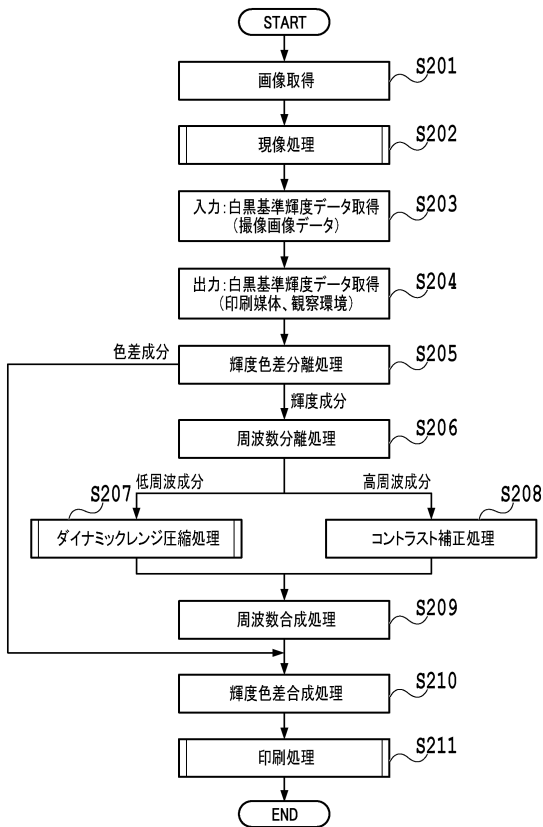 START
画像取得
S201
現像処理
S202
入力:白黒基準輝度データ取得
(撮像画像データ)
S203
出力:白黒基準輝度データ取得
(印刷媒体、観察環境)
S204
色差成分
輝度色差分離処理
S205
輝度成分
周波数分離処理
S206
低周波成分
高周波成分
S207
ダイナミックレンジ圧縮処理
S208
コントラスト補正処理
周波数合成処理
S209
輝度色差合成処理
S210
印刷処理
S211
END